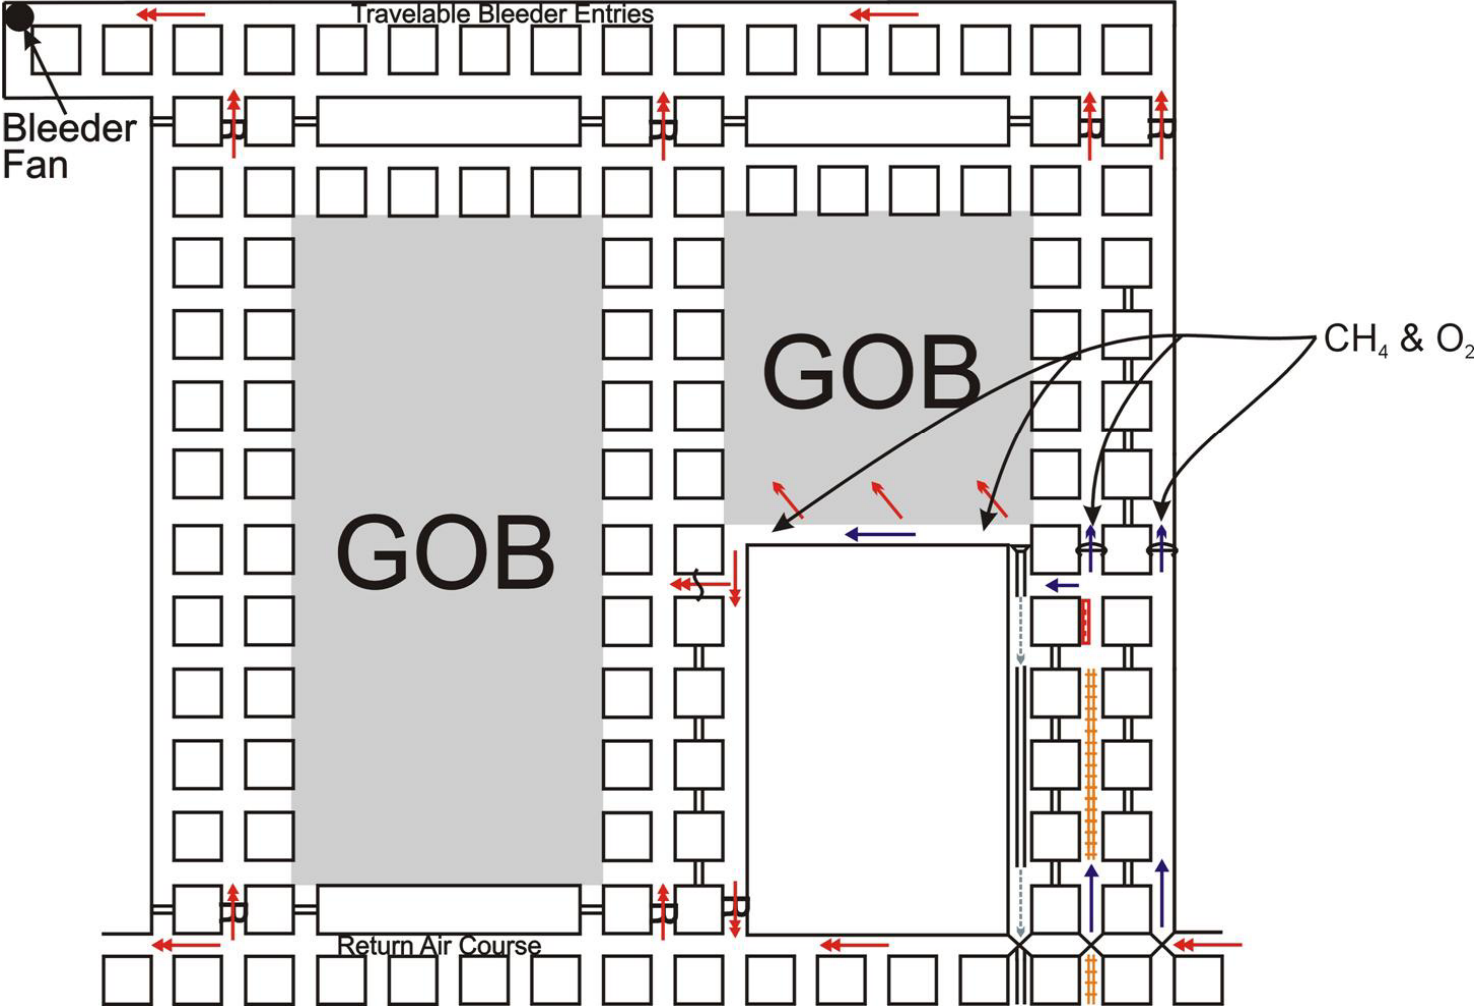 Travelable Bleeder Entries
Bleeder
Fan
CH₄ & O₂
GOB
GOB
Return Air Course